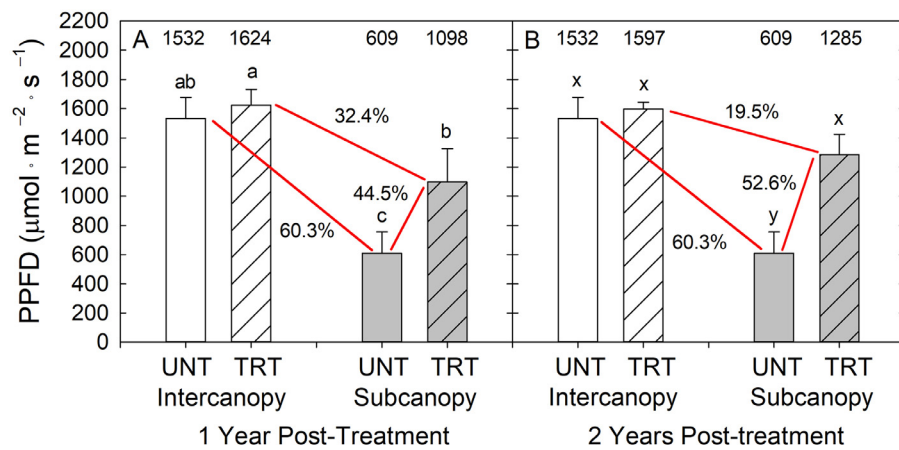 PPFD (μmol · m⁻² · s⁻¹)
2200
2000
1800
1600
1400
1200
1000
800
600
400
200
0
A
1532 1624 609 1098
ab a c b
32.4%
44.5%
60.3%
UNT TRT UNT TRT
Intercanopy Subcanopy
1 Year Post-Treatment
B
1532 1597 609 1285
x x y x
19.5%
52.6%
60.3%
UNT TRT UNT TRT
Intercanopy Subcanopy
2 Years Post-treatment